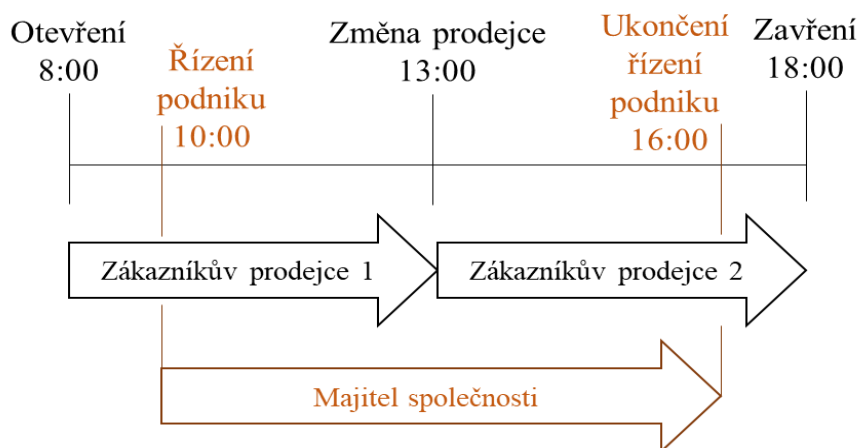 Otevření
8:00
Řízení
podniku
10:00
Změna prodejce
13:00
Ukončení
řízení
podniku
16:00
Zavření
18:00
Zákazníkův prodejce 1
Zákazníkův prodejce 2
Majitel společnosti